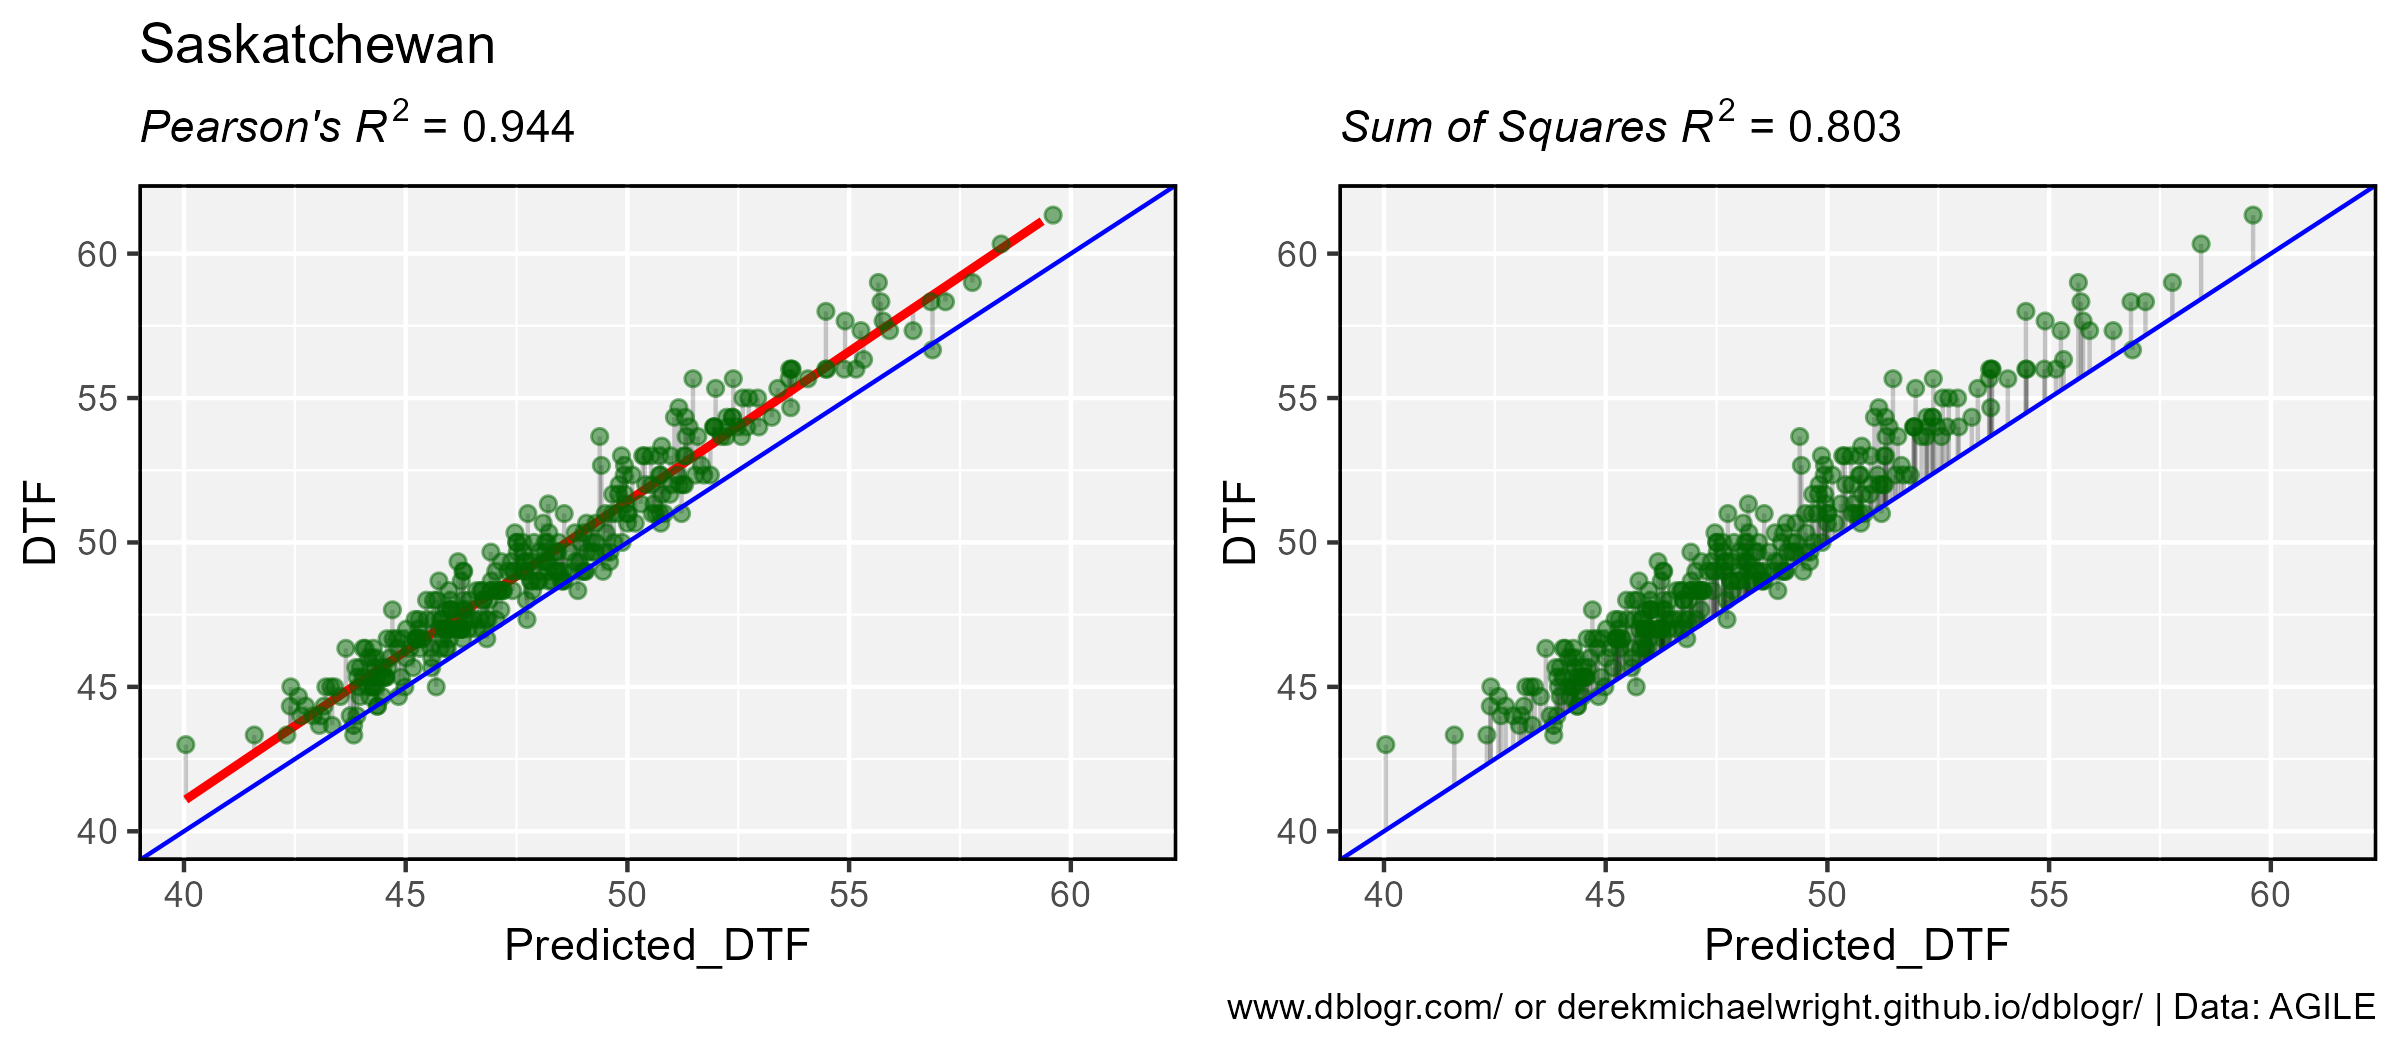 Saskatchewan
Pearson's R² = 0.944
Sum of Squares R² = 0.803
DTF
60
55
50
45
40
40 45 50 55 60
Predicted_DTF
DTF
60
55
50
45
40
40 45 50 55 60
Predicted_DTF
www.dblogr.com/ or derekmichaelwright.github.io/dblogr/ | Data: AGILE